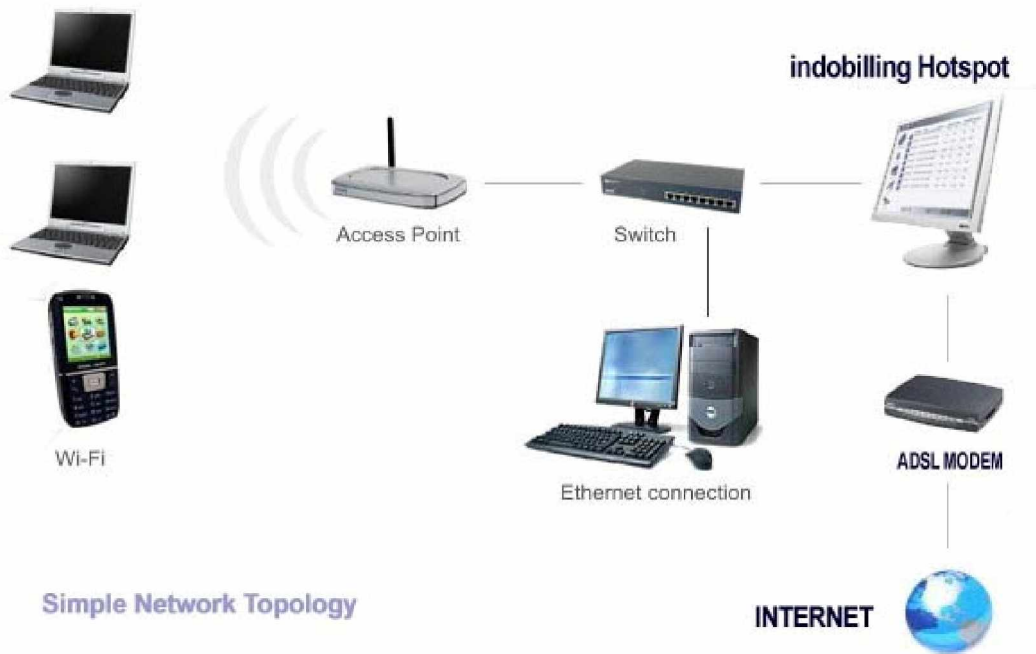 indobilling Hotspot
Access Point
Switch
Wi-Fi
Ethernet connection
ADSL MODEM
Simple Network Topology
INTERNET